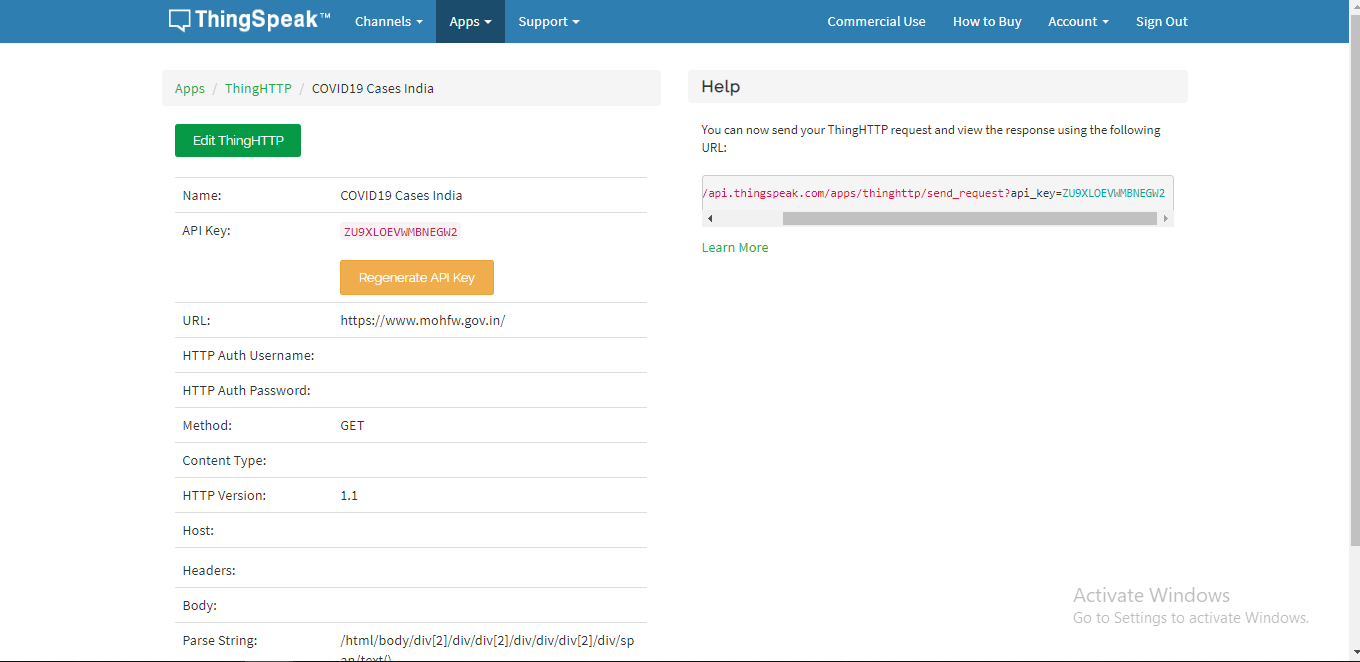 ThingSpeak™ Channels Apps Support Commercial Use How to Buy Account Sign Out
Apps / ThingHTTP / COVID19 Cases India
Edit ThingHTTP
Name: COVID19 Cases India
API Key: ZU9XLOEVWMBNEGW2
Regenerate API Key
URL: https://www.mohfw.gov.in/
HTTP Auth Username:
HTTP Auth Password:
Method: GET
Content Type:
HTTP Version: 1.1
Host:
Headers:
Body:
Parse String: /html/body/div[2]/div/div[2]/div/div/div[2]/div/sp
an/text()
Help
You can now send your ThingHTTP request and view the response using the following
URL:
/api.thingspeak.com/apps/thinghttp/send_request?api_key=ZU9XLOEVWMBNEGW2
Learn More
Activate Windows
Go to Settings to activate Windows.